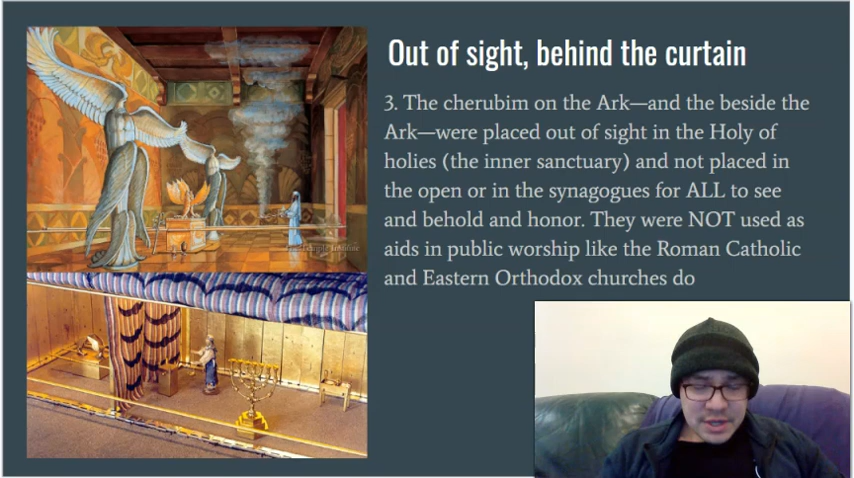 Out of sight, behind the curtain
3. The cherubim on the Ark—and the beside the
Ark—were placed out of sight in the Holy of
holies (the inner sanctuary) and not placed in
the open or in the synagogues for ALL to see
and behold and honor. They were NOT used as
aids in public worship like the Roman Catholic
and Eastern Orthodox churches do